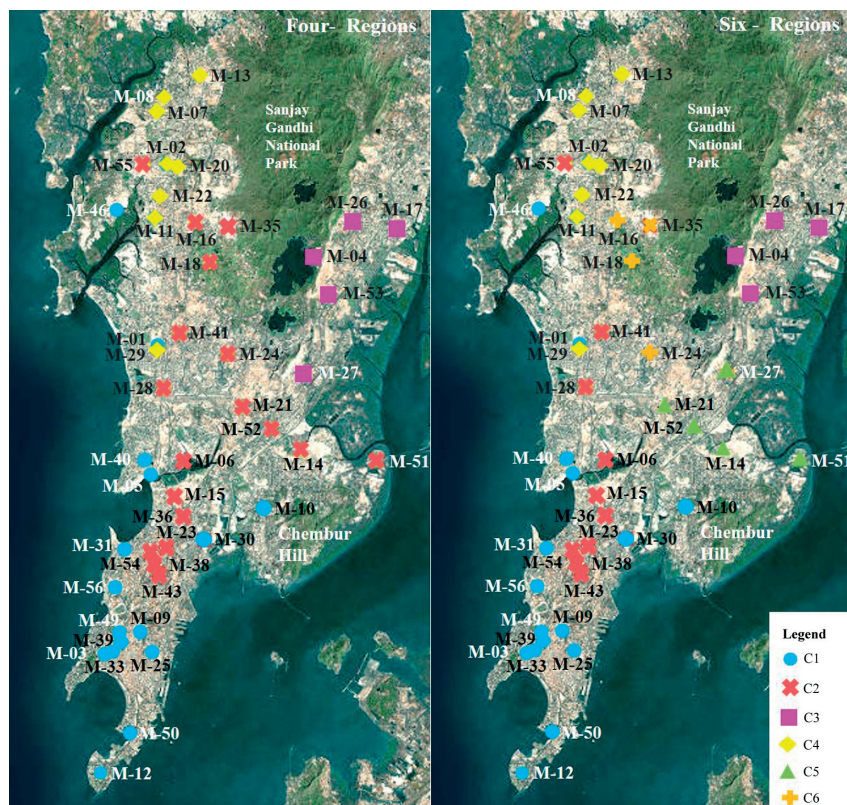 Four- Regions
M-13
M-08
M-07
Sanjay
Gandhi
National
Park
M-02
M-55
M-20
M-22
M-46
M-26
M-17
M-11
M-16
M-35
M-04
M-18
M-53
M-41
M-01
M-29
M-24
M-27
M-28
M-21
M-52
M-14
M-40
M-06
M-51
M-05
M-15
M-10
M-36
M-23
M-30
Chembur
Hill
M-31
M-54
M-38
M-43
M-56
M-49
M-09
M-39
M-03
M-33
M-25
M-50
M-12
Six - Regions
M-13
M-08
M-07
Sanjay
Gandhi
National
Park
M-02
M-55
M-20
M-22
M-46
M-26
M-17
M-11
M-16
M-35
M-04
M-18
M-53
M-41
M-01
M-29
M-24
M-27
M-28
M-21
M-52
M-14
M-40
M-06
M-51
M-05
M-15
M-10
M-36
M-23
M-30
Chembur
Hill
M-31
M-54
M-38
M-43
M-56
M-49
M-09
M-39
M-03
M-33
M-25
M-50
M-12
Legend
C1
C2
C3
C4
C5
C6